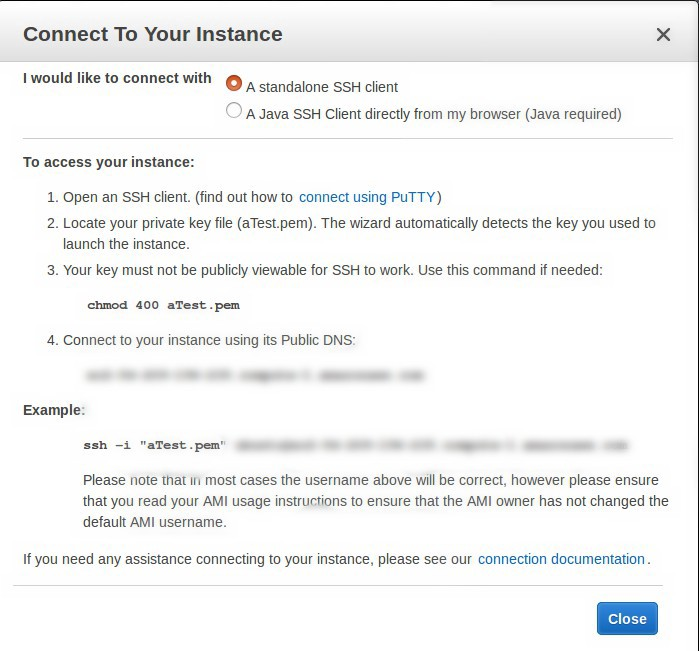 Connect To Your Instance
I would like to connect with
A standalone SSH client
A Java SSH Client directly from my browser (Java required)
To access your instance:
1. Open an SSH client. (find out how to connect using PuTTY)
2. Locate your private key file (aTest.pem). The wizard automatically detects the key you used to
launch the instance.
3. Your key must not be publicly viewable for SSH to work. Use this command if needed:
chmod 400 aTest.pem
4. Connect to your instance using its Public DNS:
Example:
ssh -i "aTest.pem"
Please note that in most cases the username above will be correct, however please ensure
that you read your AMI usage instructions to ensure that the AMI owner has not changed the
default AMI username.
If you need any assistance connecting to your instance, please see our connection documentation.
Close